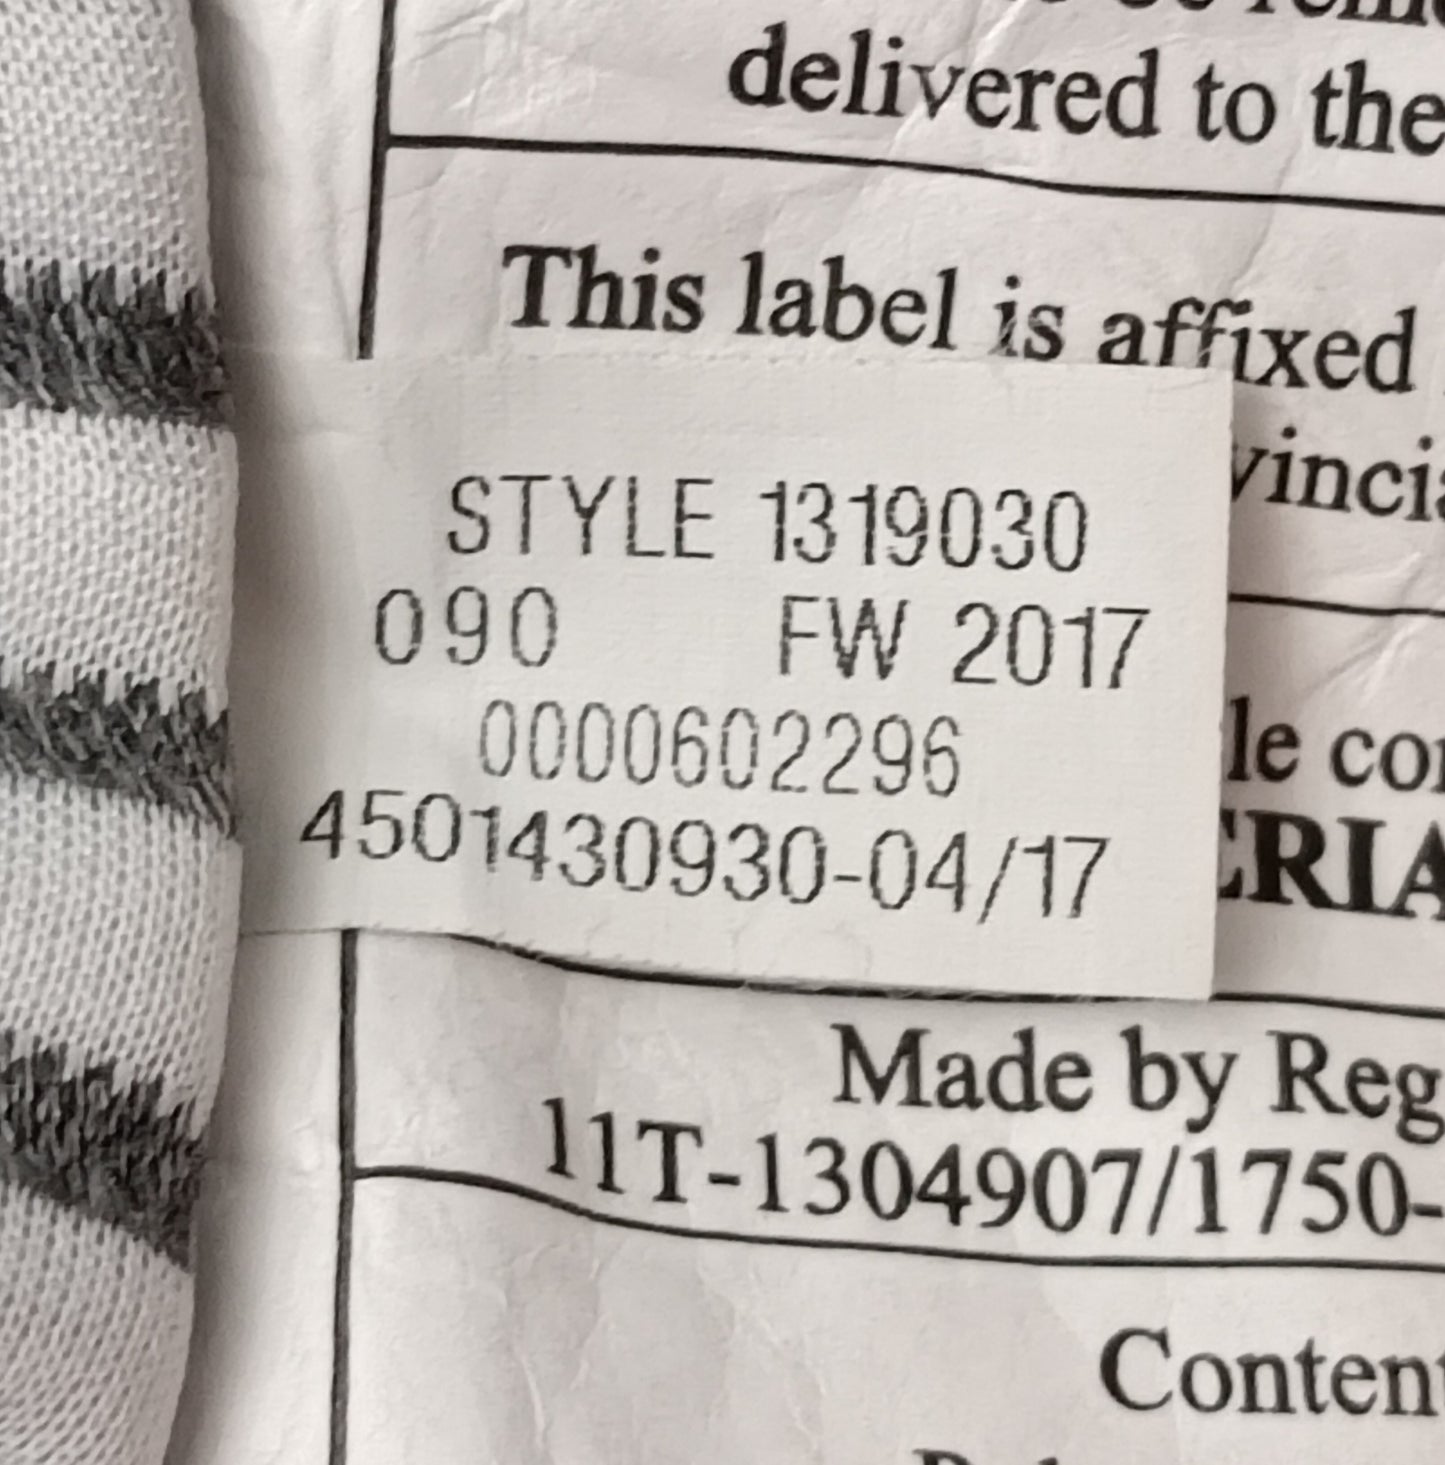 delivered to the
This label is affixed
STYLE 1319030
090 FW 2017
0000602296
4501430930-04/17
le
Made by Reg
11T-1304907/1750-
Content